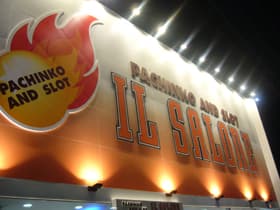 PACHINKO
AND SLOT
PACHINKO AND SLOT
IL SALONE